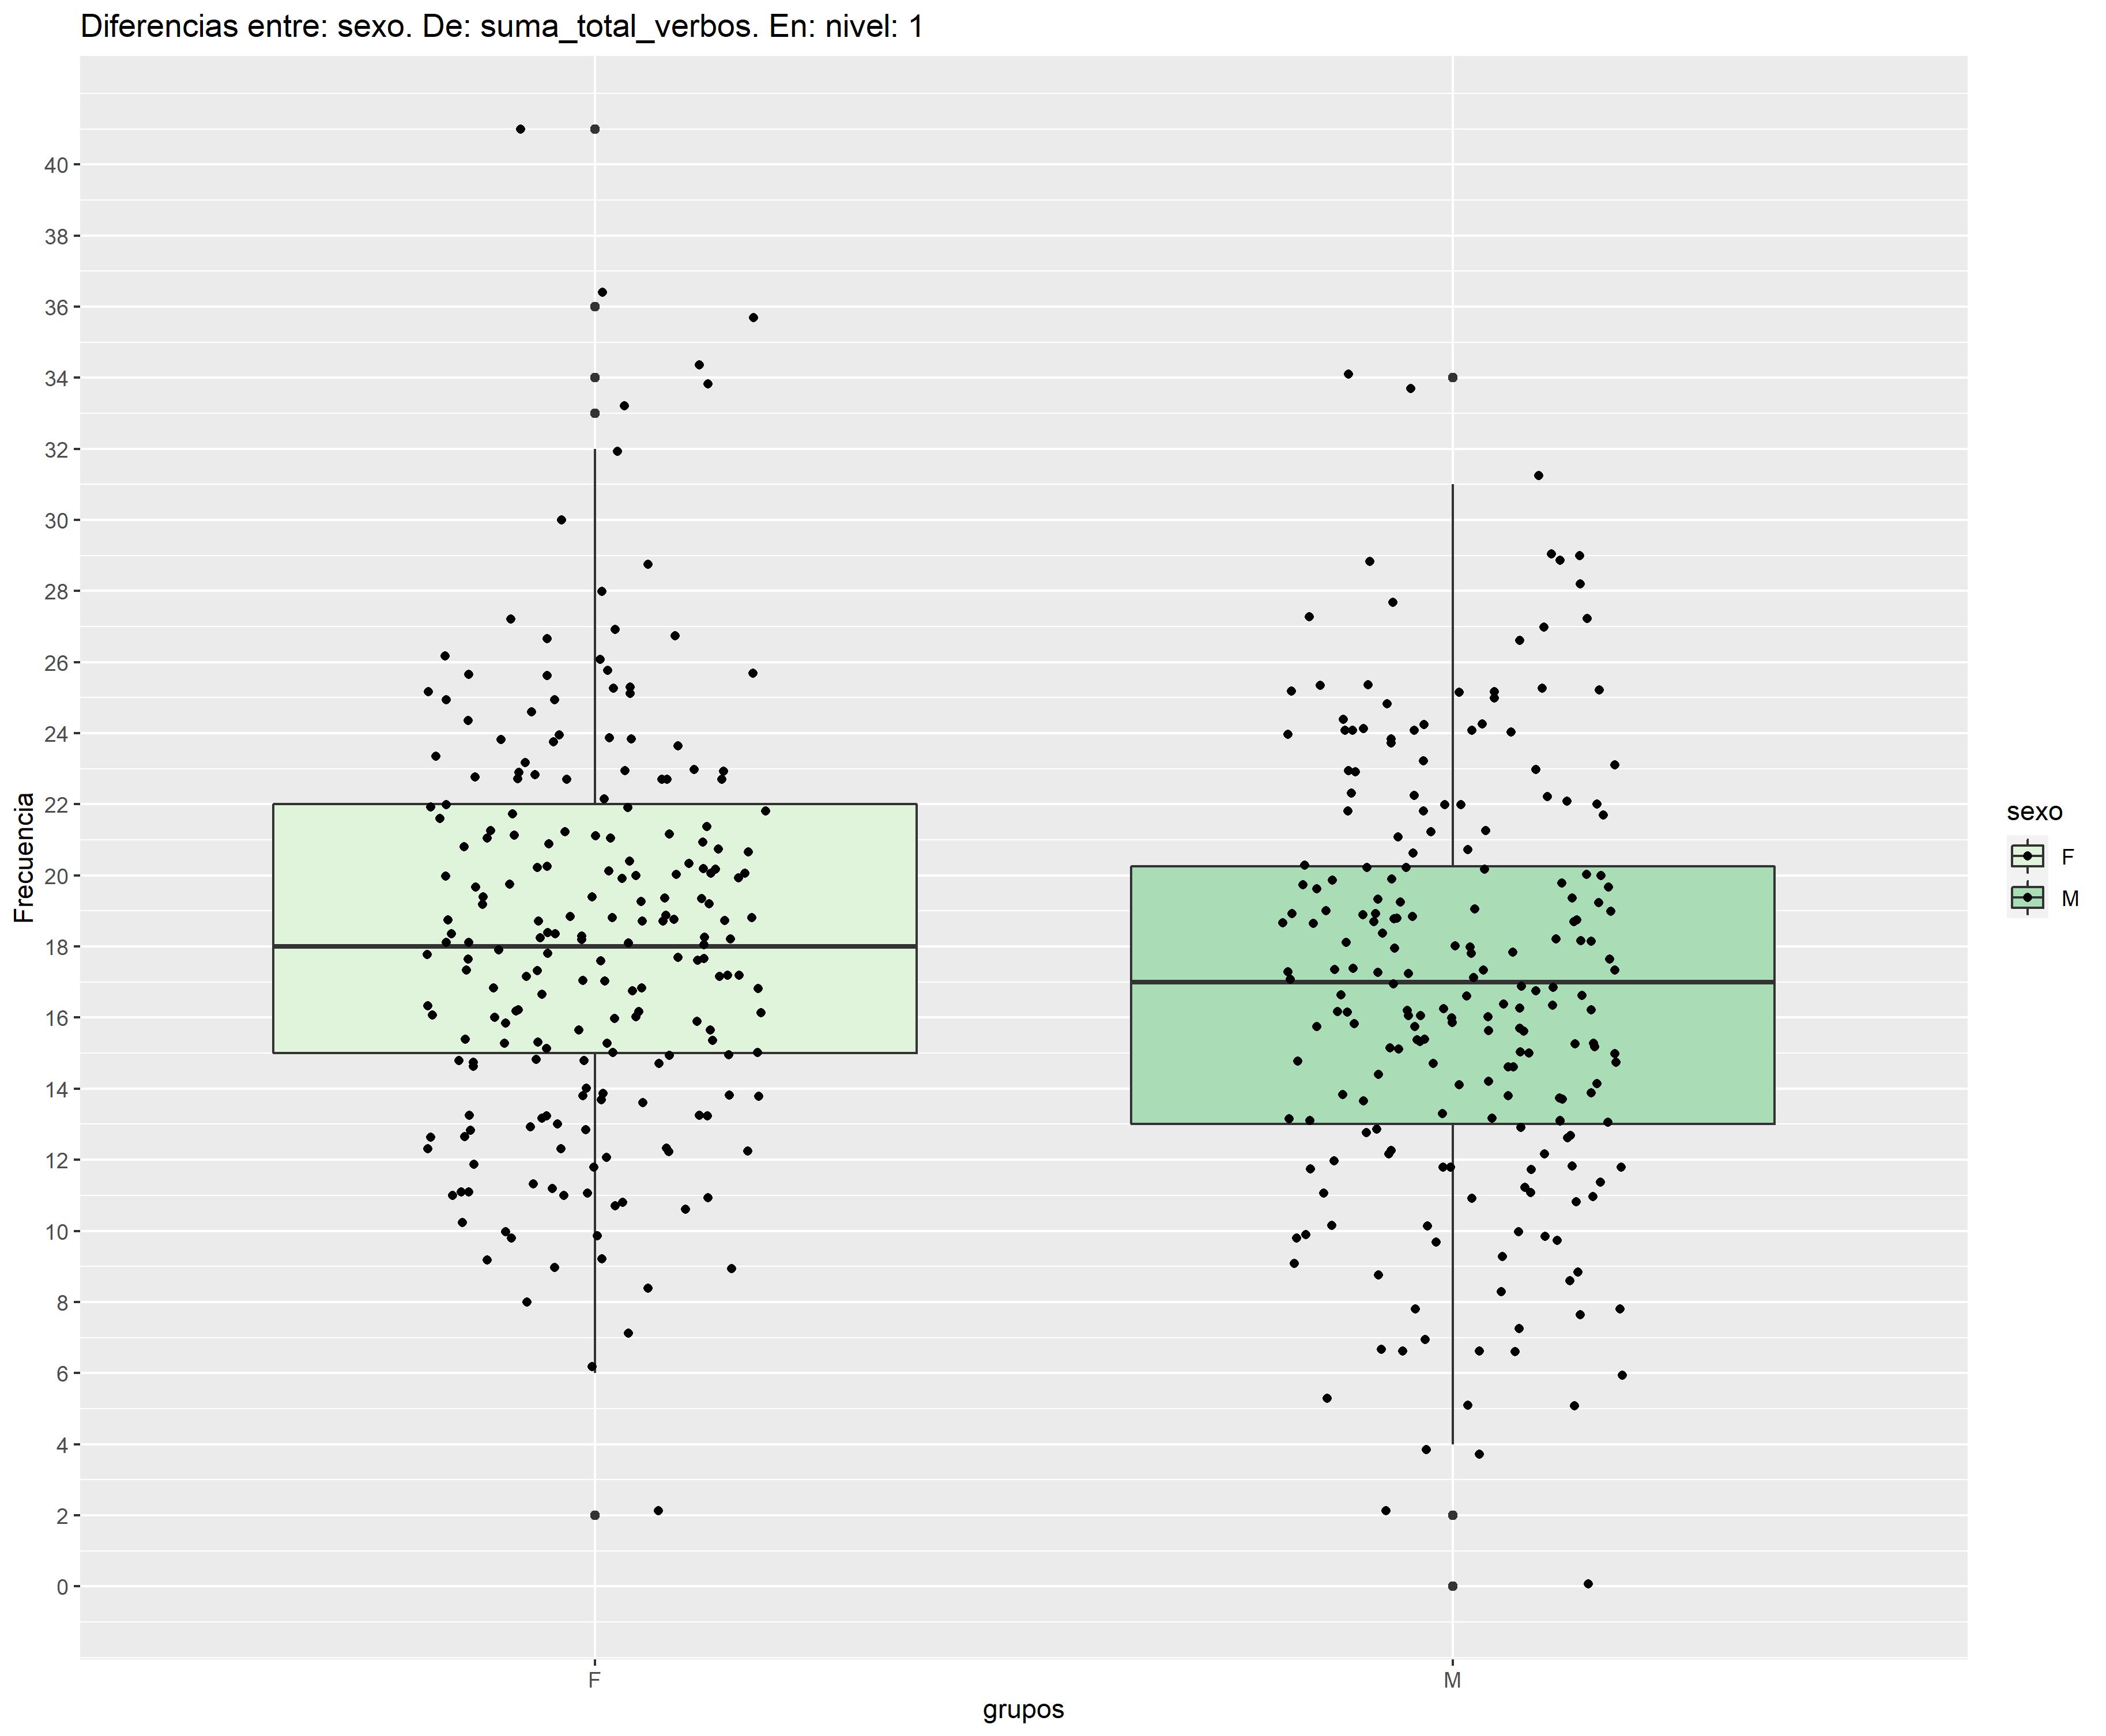 Diferencias entre: sexo. De: suma_total_verbos. En: nivel: 1
Frecuencia
40
38
36
34
32
30
28
26
24
22
20
18
16
14
12
10
8
6
4
2
0
F
M
grupos
sexo
F
M